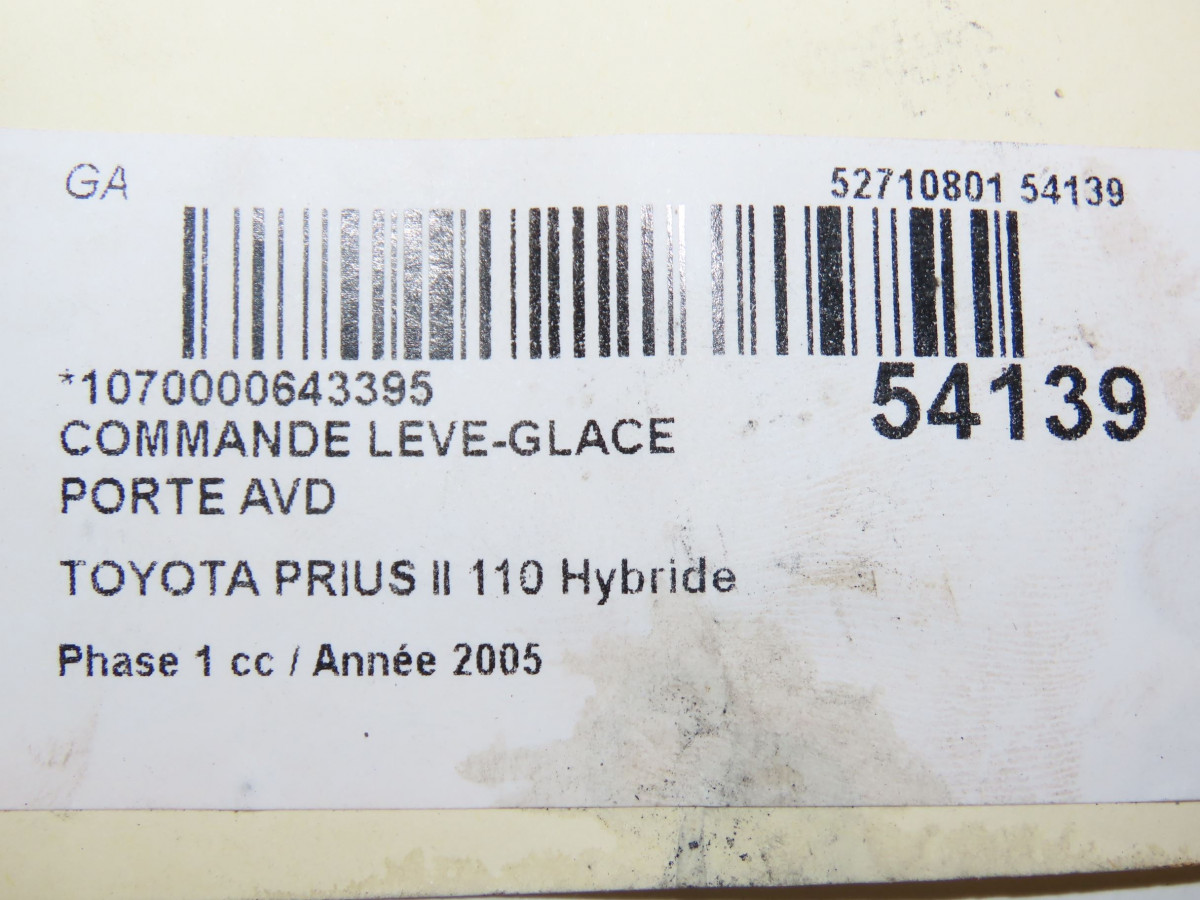 GA
52710801 54139
*1070000643395
54139
COMMANDE LEVE-GLACE
PORTE AVD
TOYOTA PRIUS II 110 Hybride
Phase 1 cc / Année 2005